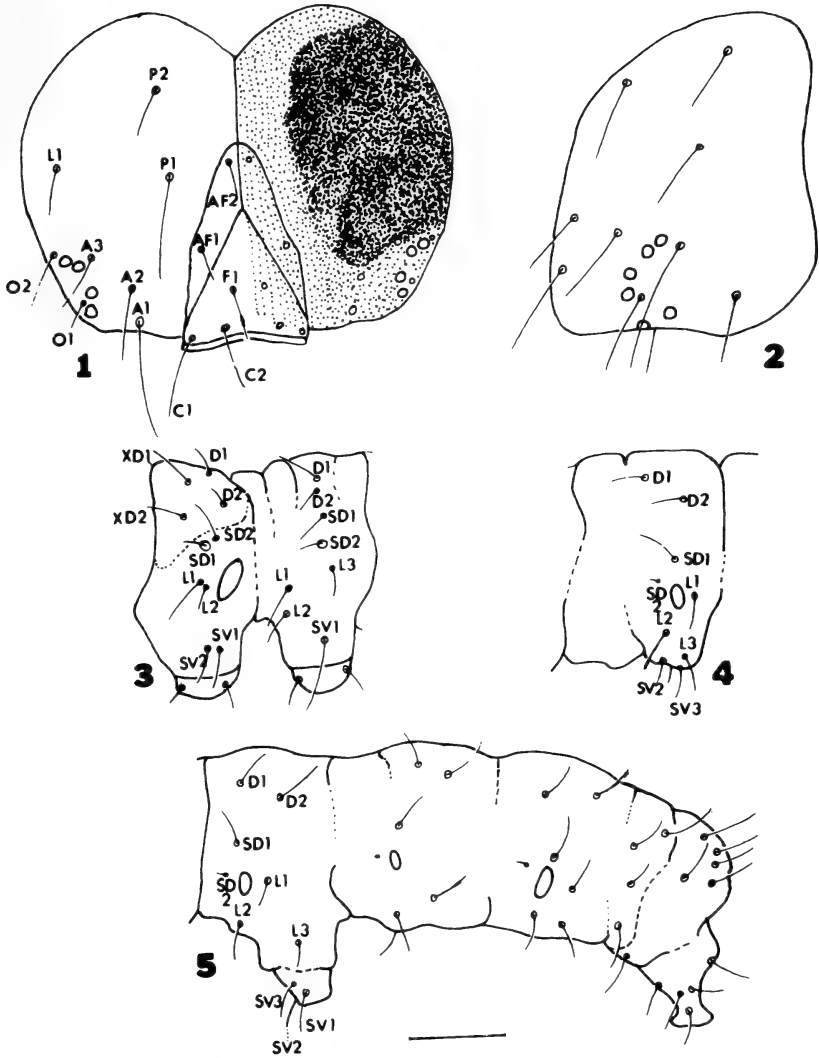 P2
L1
P1
AF2
A3
AF1
O2
A2
F1
A1
O1
1
C2
C1
2
XD1
D1
D1
D2
D2
XD2
SD1
SD2
SD2
SD1
L1
L3
L1
L2
L2
SV1
SV1
SV2
3
D1
D2
SD1
SD
2
L1
L2
L3
4
SV2
SV3
D1
D2
SD1
SD
2
L1
L2
L3
5
SV3
SV1
SV2